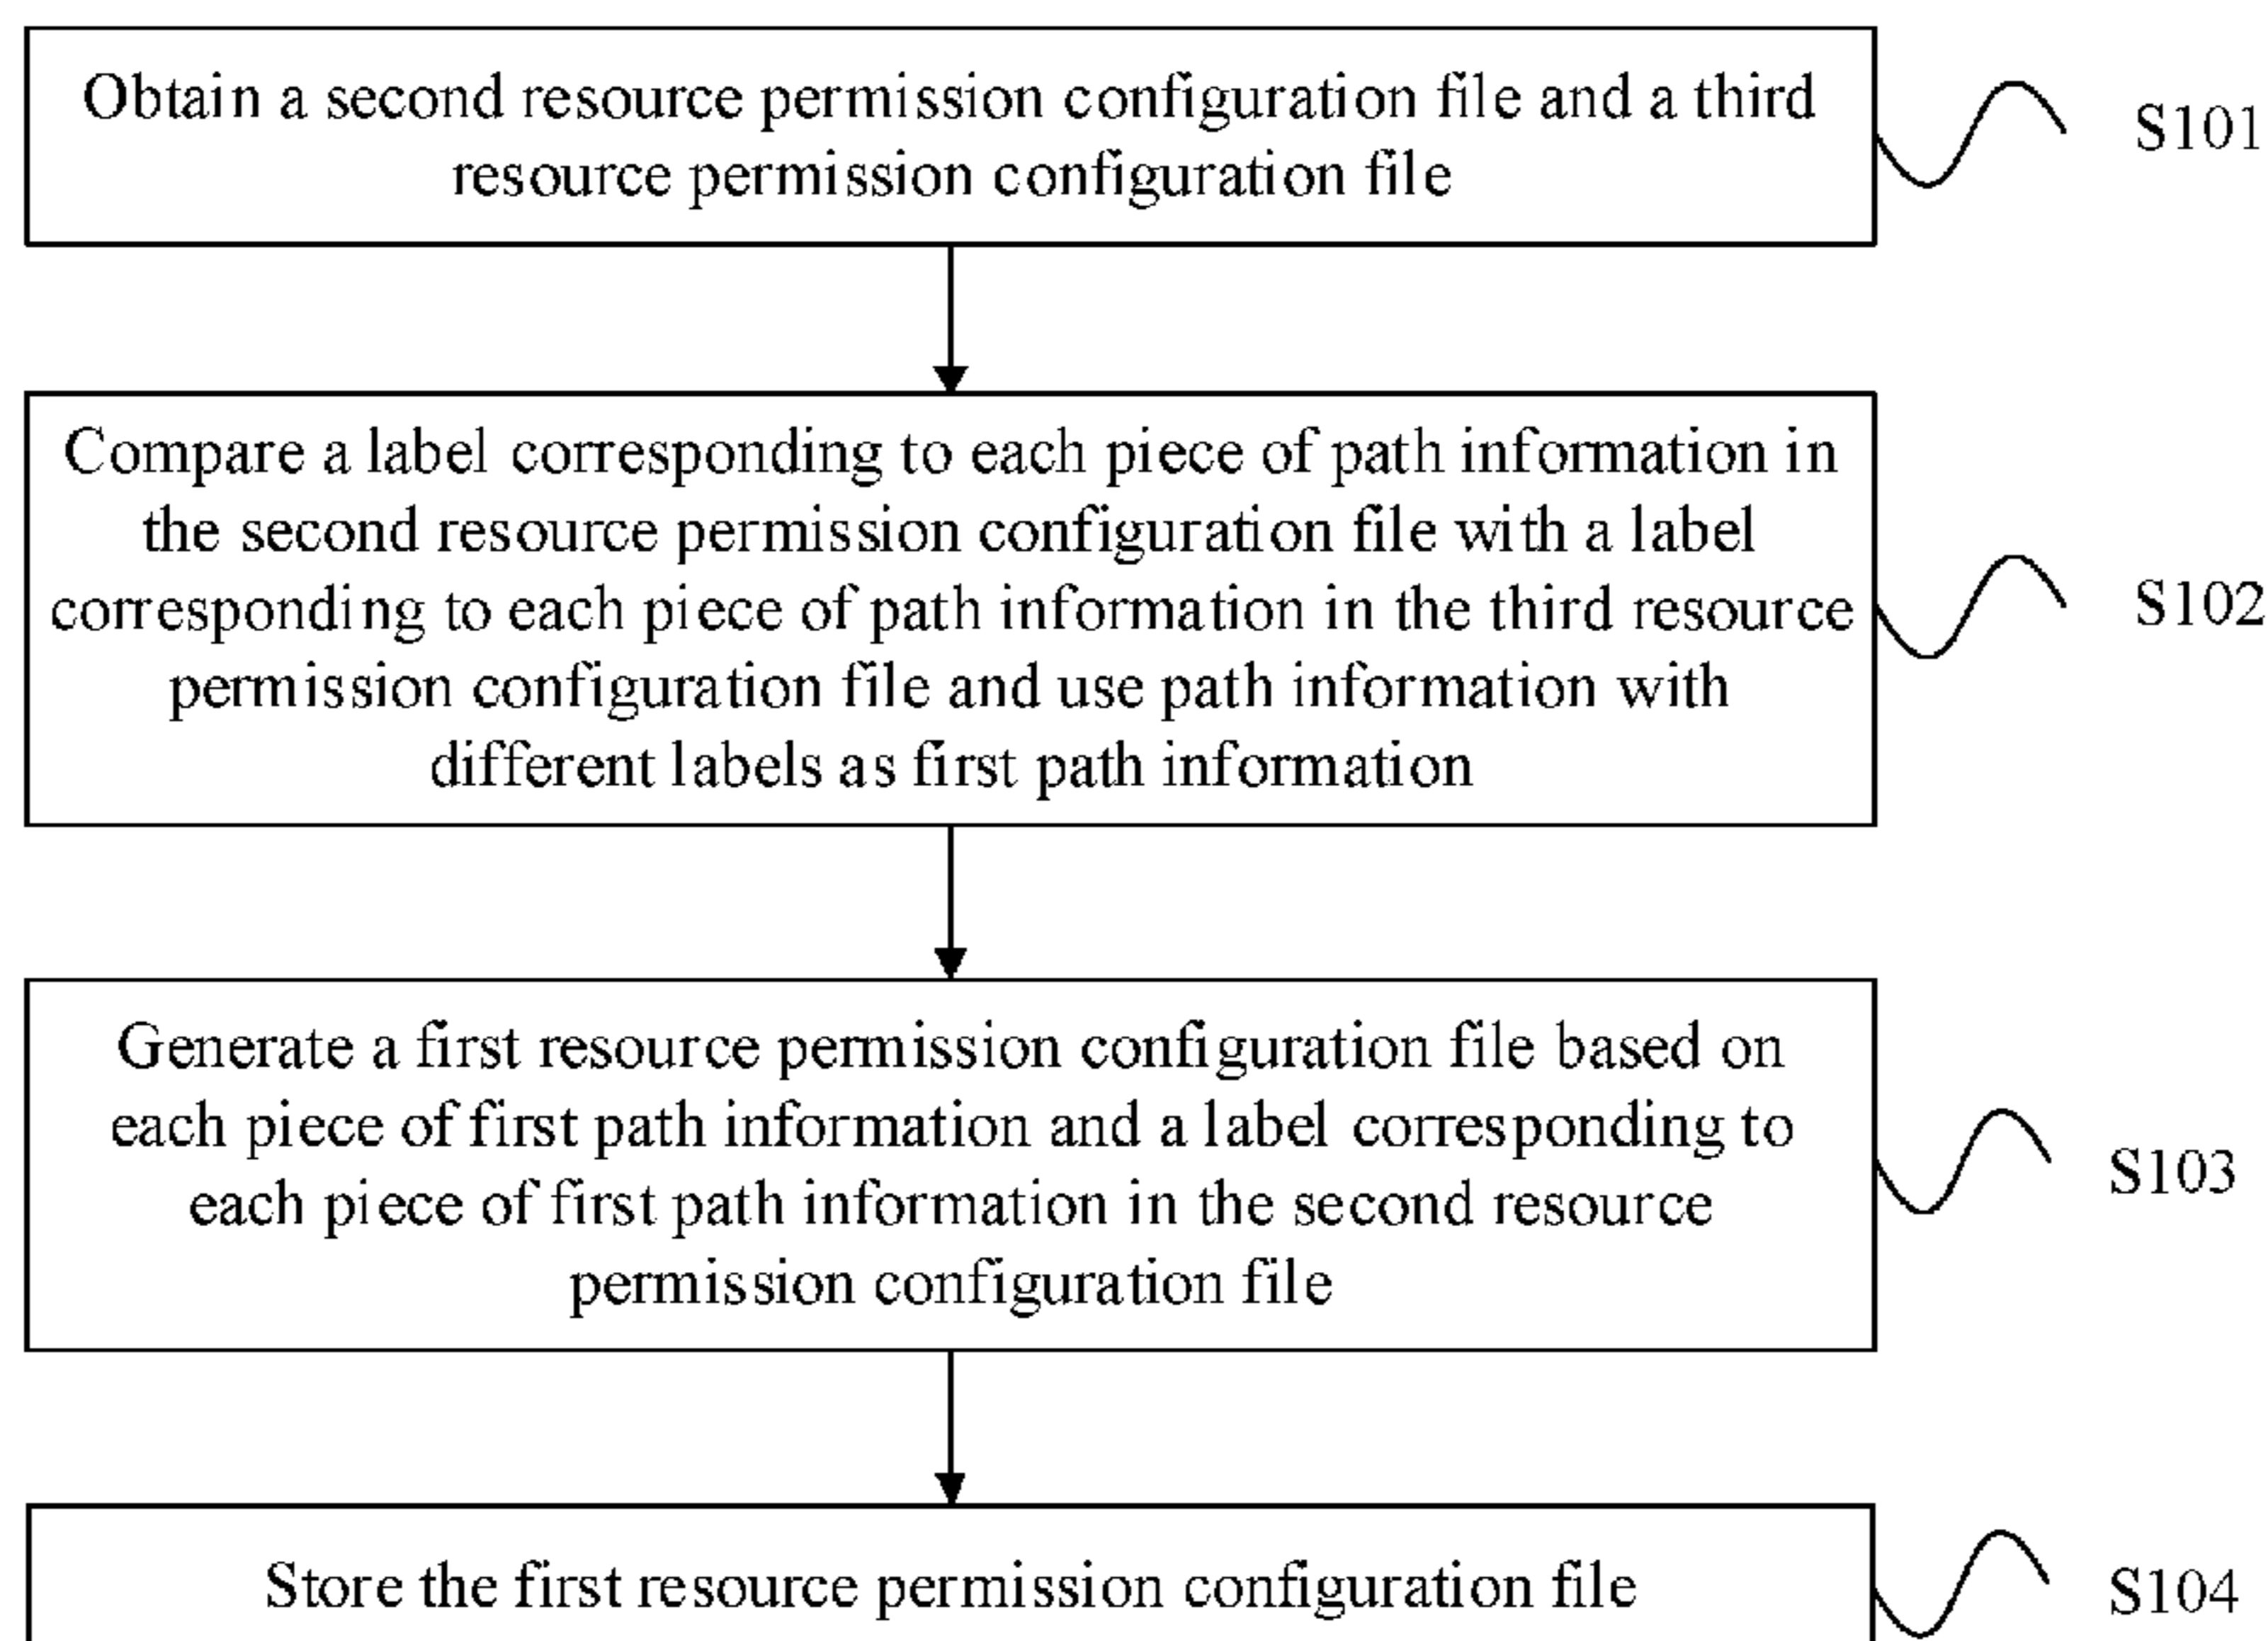 Obtain a second resource permission configuration file and a third
resource permission configuration file
S101
Compare a label corresponding to each piece of path information in
the second resource permission configuration file with a label
corresponding to each piece of path information in the third resource
permission configuration file and use path information with
different labels as first path information
S102
Generate a first resource permission configuration file based on
each piece of first path information and a label corresponding to
each piece of first path information in the second resource
permission configuration file
S103
Store the first resource permission configuration file
S104